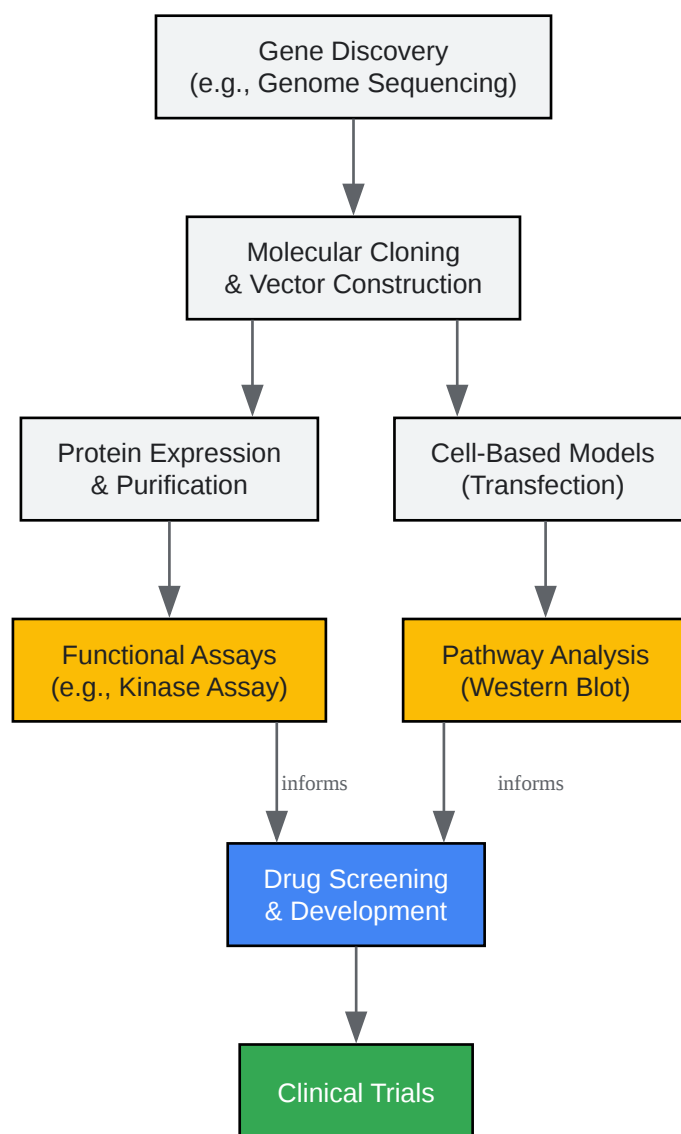 Gene Discovery
(e.g., Genome Sequencing)
Molecular Cloning
& Vector Construction
Protein Expression
& Purification
Cell-Based Models
(Transfection)
Functional Assays
(e.g., Kinase Assay)
Pathway Analysis
(Western Blot)
informs
informs
Drug Screening
& Development
Clinical Trials